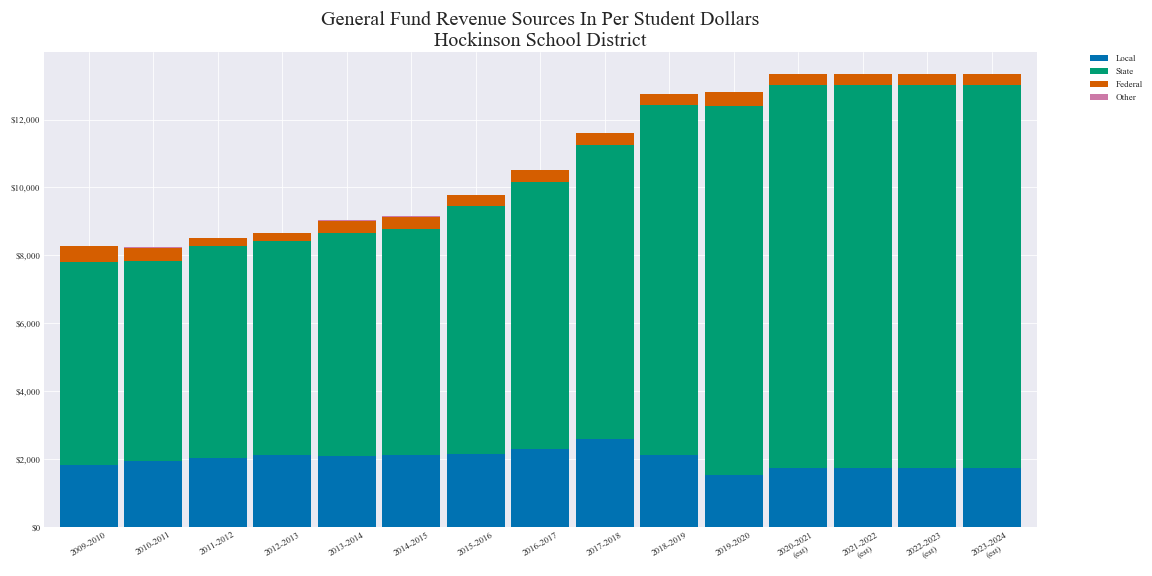 General Fund Revenue Sources In Per Student Dollars
Hockinson School District
Local
State
Federal
Other
$12,000
$10,000
$8,000
$6,000
$4,000
$2,000
$0
2009-2010
2010-2011
2011-2012
2012-2013
2013-2014
2014-2015
2015-2016
2016-2017
2017-2018
2018-2019
2019-2020
2020-2021
(est)
2021-2022
(est)
2022-2023
(est)
2023-2024
(est)